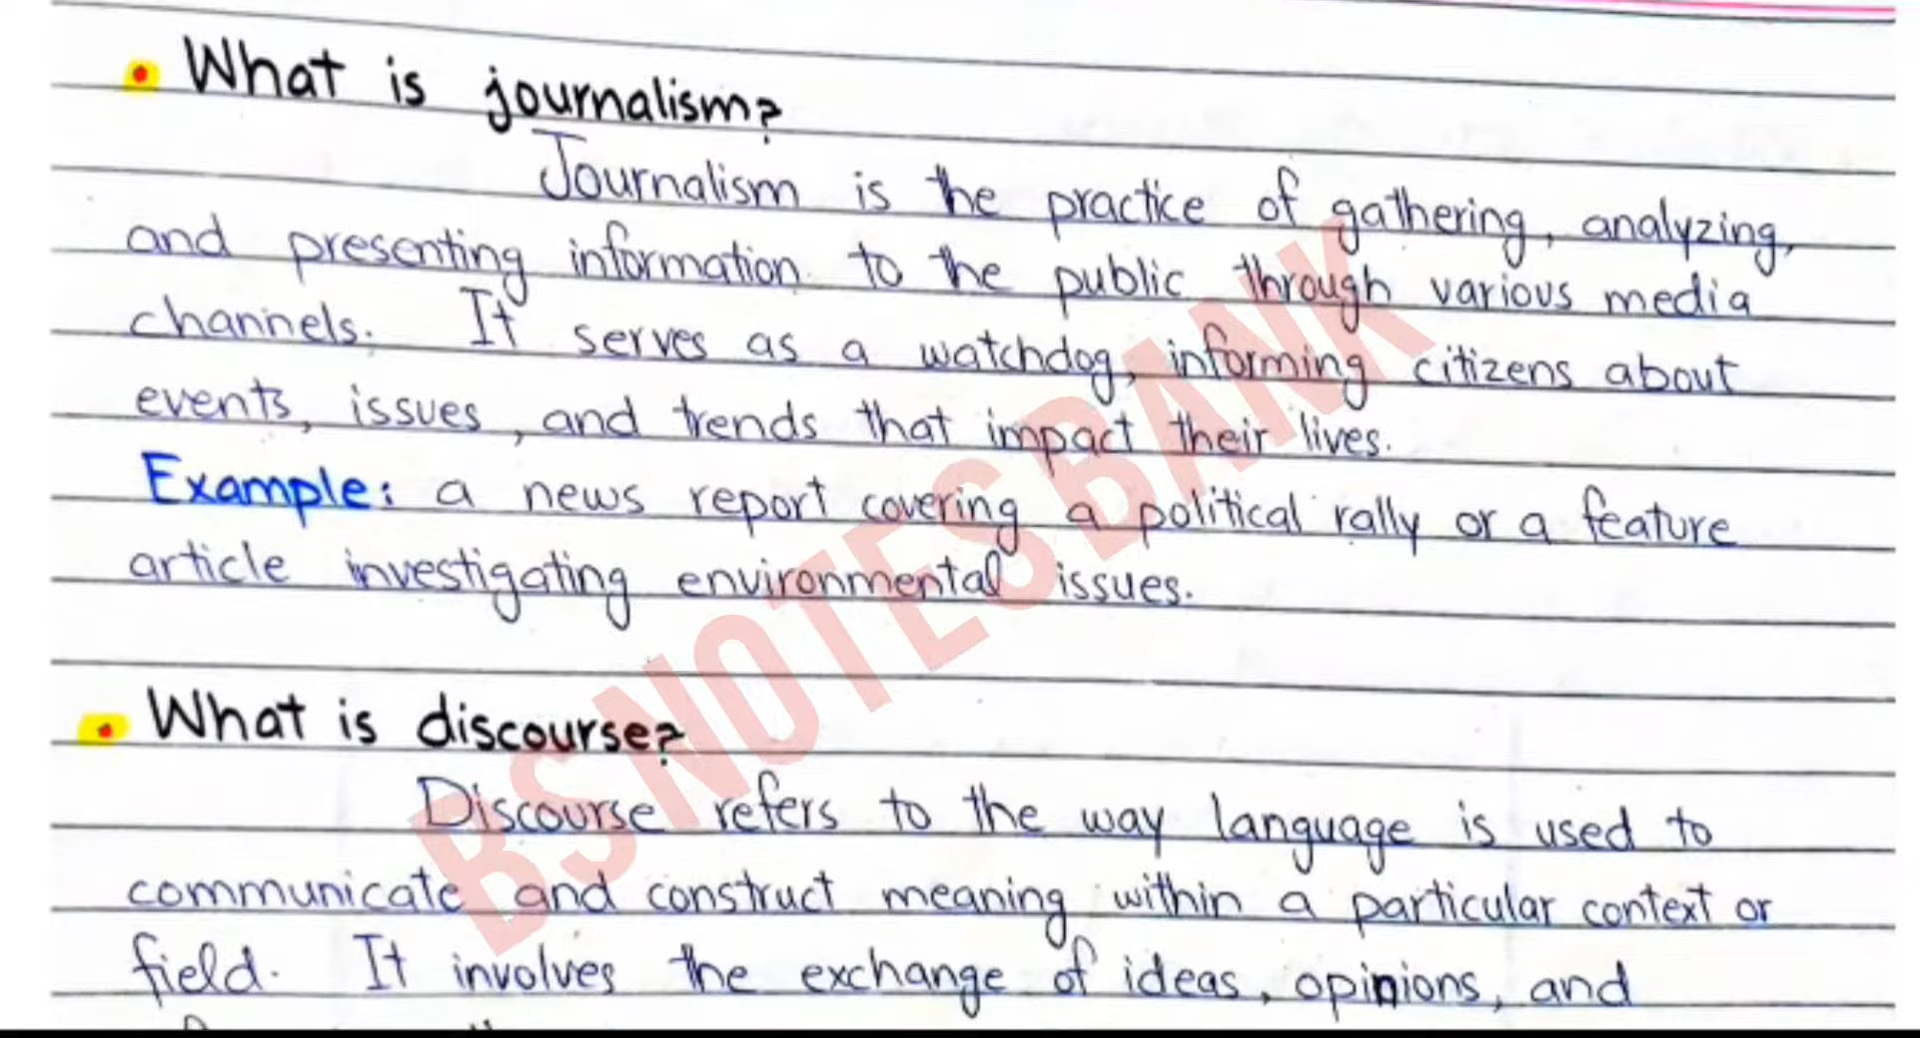 What is journalism?
Journalism is the practice of gathering, analyzing,
and presenting information to the public through various media
channels. It serves as a watchdog, informing citizens about
events, issues, and trends that impact their lives.
Example: a news report covering a political rally or a feature
article investigating environmental issues.
What is discourse?
Discourse refers to the way language is used to
communicate and construct meaning within a particular context or
field. It involves the exchange of ideas, opinions, and
BS NOTES BANK